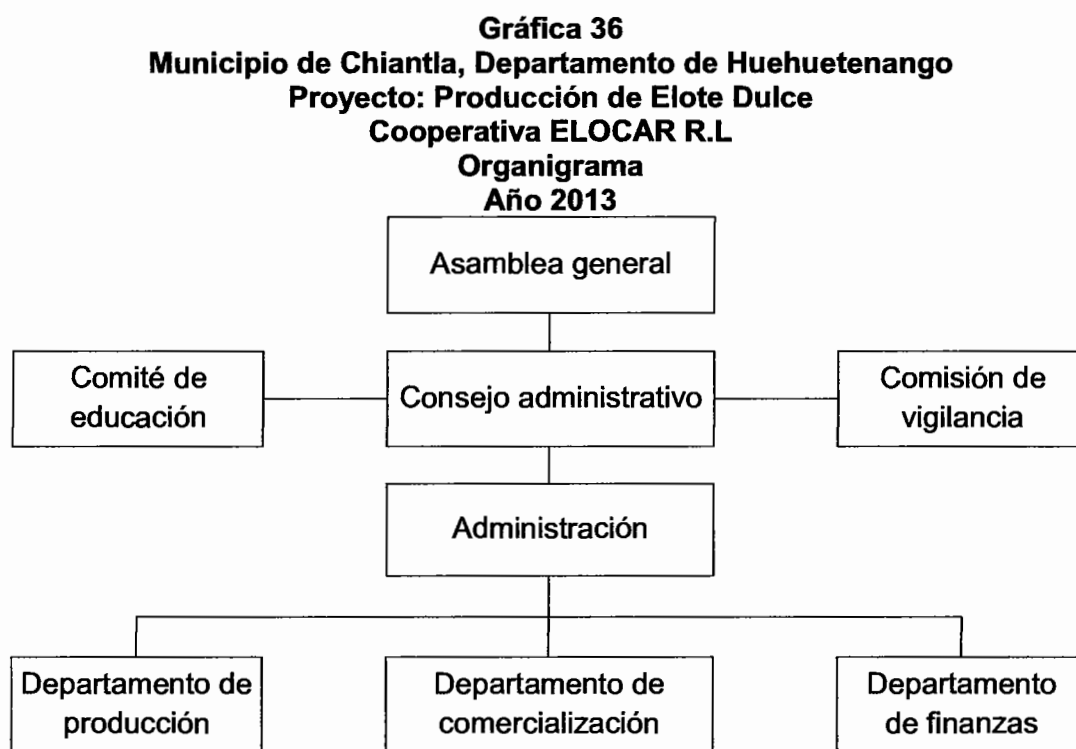 Gráfica 36
Municipio de Chiantla, Departamento de Huehuetenango
Proyecto: Producción de Elote Dulce
Cooperativa ELOCAR R.L
Organigrama
Año 2013
Asamblea general
Comité de
educación
Consejo administrativo
Comisión de
vigilancia
Administración
Departamento de
producción
Departamento de
comercialización
Departamento
de finanzas